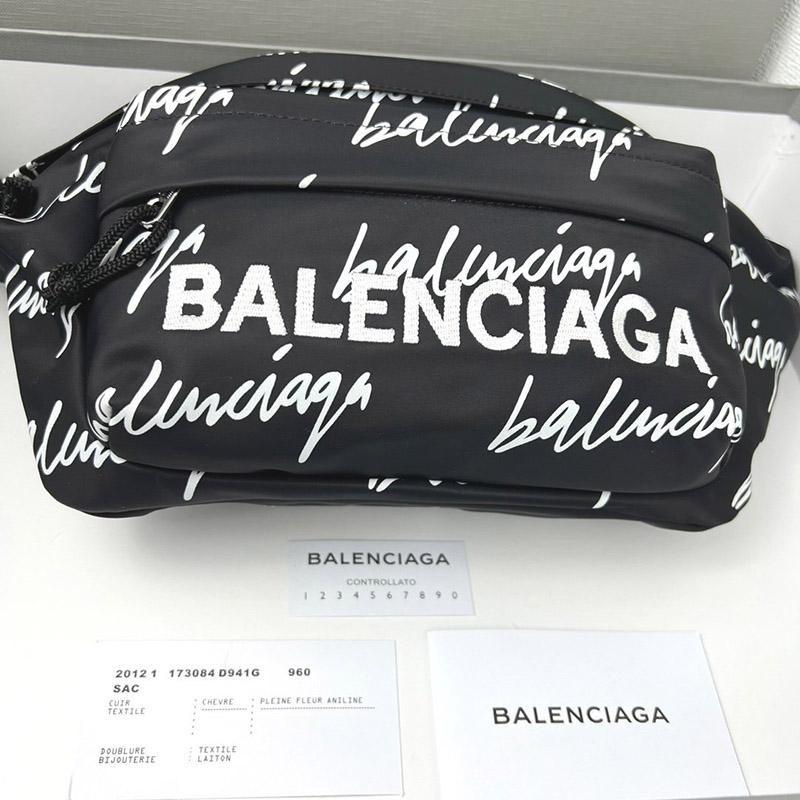 balenciaga
balenciaga
BALENCIAGA
balenciaga
balenciaga
BALENCIAGA
CONTROLLATO
1 2 3 4 5 6 7 8 9 0
2012 1 173084 D941G 960
SAC
CUIR : CHEVRE : PLEINE FLEUR ANILINE
TEXTILE
DOUBLURE : TEXTILE
BIJOUTERIE : LAITON
BALENCIAGA